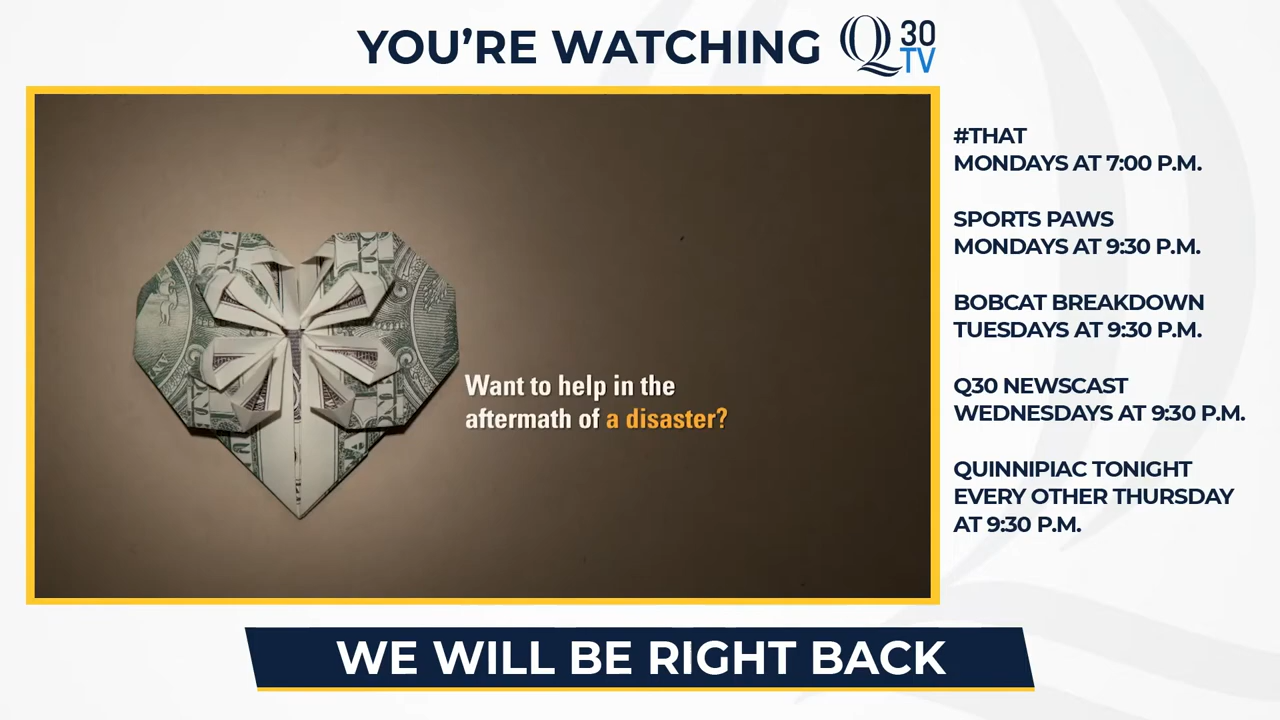 YOU'RE WATCHING Q 30 TV
Want to help in the
aftermath of a disaster?
#THAT
MONDAYS AT 7:00 P.M.
SPORTS PAWS
MONDAYS AT 9:30 P.M.
BOBCAT BREAKDOWN
TUESDAYS AT 9:30 P.M.
Q30 NEWSCAST
WEDNESDAYS AT 9:30 P.M.
QUINNIPIAC TONIGHT
EVERY OTHER THURSDAY
AT 9:30 P.M.
WE WILL BE RIGHT BACK